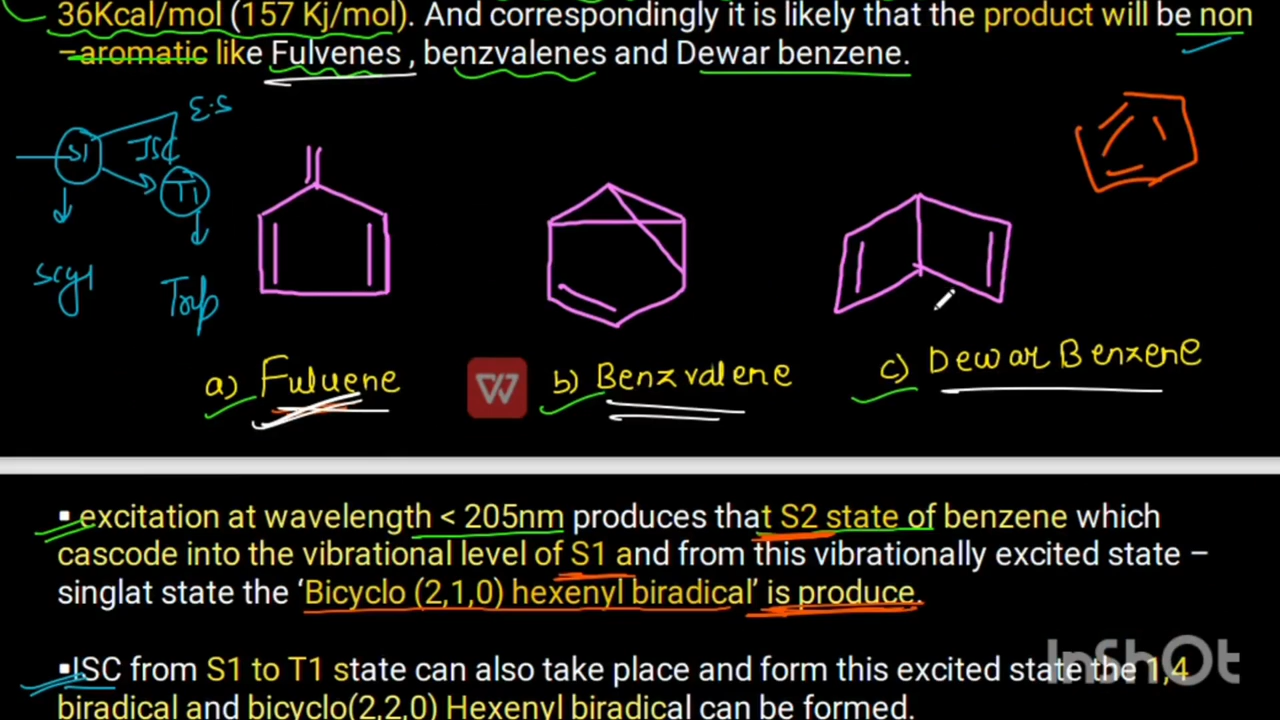 36Kcal/mol (157 Kj/mol). And correspondingly it is likely that the product will be non
–aromatic like Fulvenes , benzvalenes and Dewar benzene.
E.S
S1
ISC
T1
a) Fulvene
b) Benzvalene
c) Dewar Benzene
▪ excitation at wavelength < 205nm produces that S2 state of benzene which
cascode into the vibrational level of S1 and from this vibrationally excited state –
singlat state the ‘Bicyclo (2,1,0) hexenyl biradical’ is produce.
▪ISC from S1 to T1 state can also take place and form this excited state the 1,4
biradical and bicyclo(2,2,0) Hexenyl biradical can be formed.
InShOt